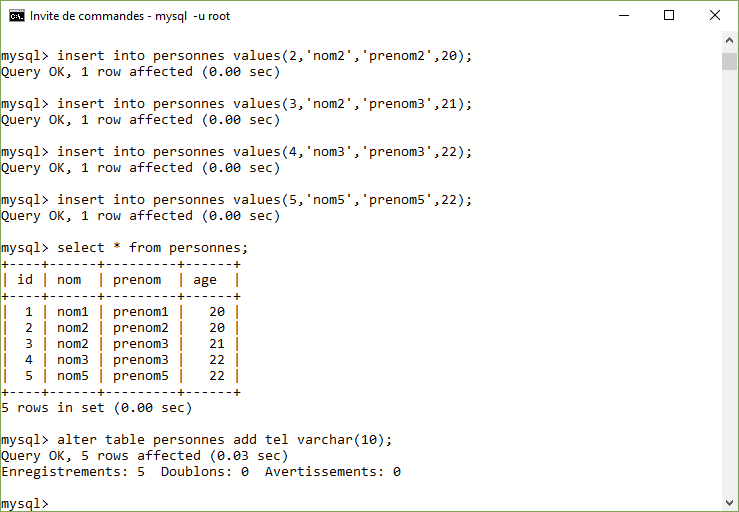 Invite de commandes - mysql  -u root
mysql> insert into personnes values(2,'nom2','prenom2',20);
Query OK, 1 row affected (0.00 sec)
mysql> insert into personnes values(3,'nom2','prenom3',21);
Query OK, 1 row affected (0.00 sec)
mysql> insert into personnes values(4,'nom3','prenom3',22);
Query OK, 1 row affected (0.00 sec)
mysql> insert into personnes values(5,'nom5','prenom5',22);
Query OK, 1 row affected (0.00 sec)
mysql> select * from personnes;
+----+------+---------+------+
| id | nom  | prenom  | age  |
+----+------+---------+------+
|  1 | nom1 | prenom1 |   20 |
|  2 | nom2 | prenom2 |   20 |
|  3 | nom2 | prenom3 |   21 |
|  4 | nom3 | prenom3 |   22 |
|  5 | nom5 | prenom5 |   22 |
+----+------+---------+------+
5 rows in set (0.00 sec)
mysql> alter table personnes add tel varchar(10);
Query OK, 5 rows affected (0.03 sec)
Enregistrements: 5  Doublons: 0  Avertissements: 0
mysql>